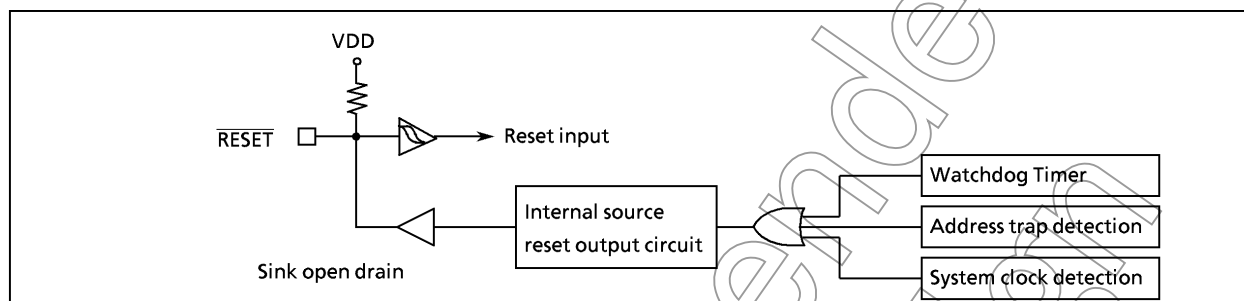 VDD
RESET
Reset input
Watchdog Timer
Internal source
reset output circuit
Address trap detection
Sink open drain
System clock detection